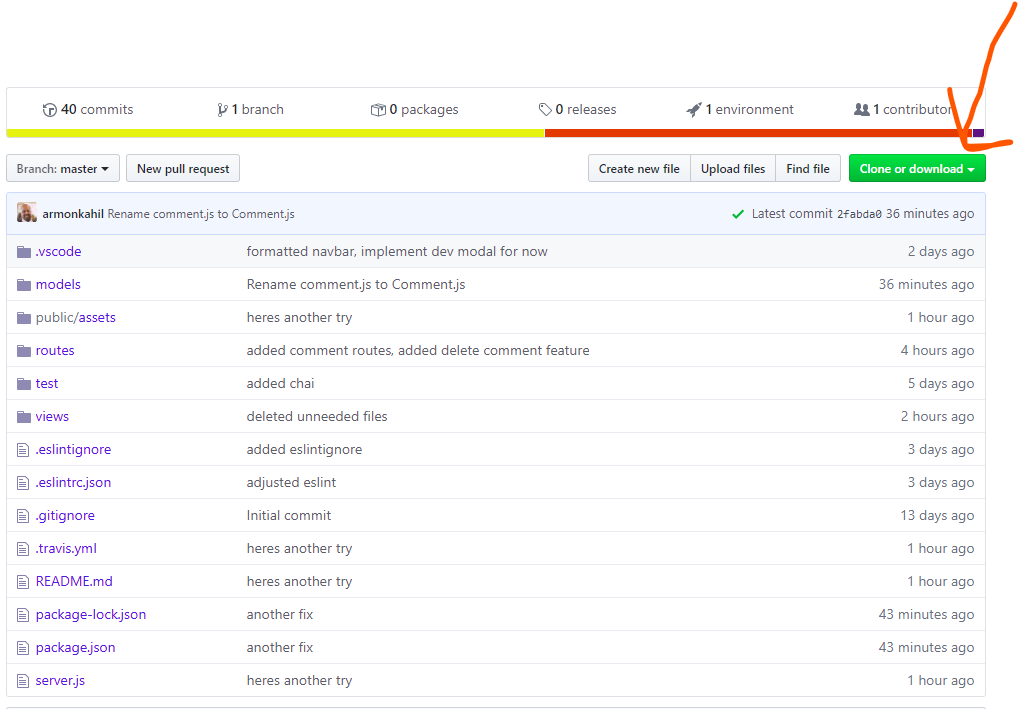 40 commits 1 branch 0 packages 0 releases 1 environment 1 contributor
Branch: master New pull request Create new file Upload files Find file Clone or download
armonkahil Rename comment.js to Comment.js Latest commit 2fabda0 36 minutes ago
.vscode formatted navbar, implement dev modal for now 2 days ago
models Rename comment.js to Comment.js 36 minutes ago
public/assets heres another try 1 hour ago
routes added comment routes, added delete comment feature 4 hours ago
test added chai 5 days ago
views deleted unneeded files 2 hours ago
.eslintignore added eslintignore 3 days ago
.eslintrc.json adjusted eslint 3 days ago
.gitignore Initial commit 13 days ago
.travis.yml heres another try 1 hour ago
README.md heres another try 1 hour ago
package-lock.json another fix 43 minutes ago
package.json another fix 43 minutes ago
server.js heres another try 1 hour ago